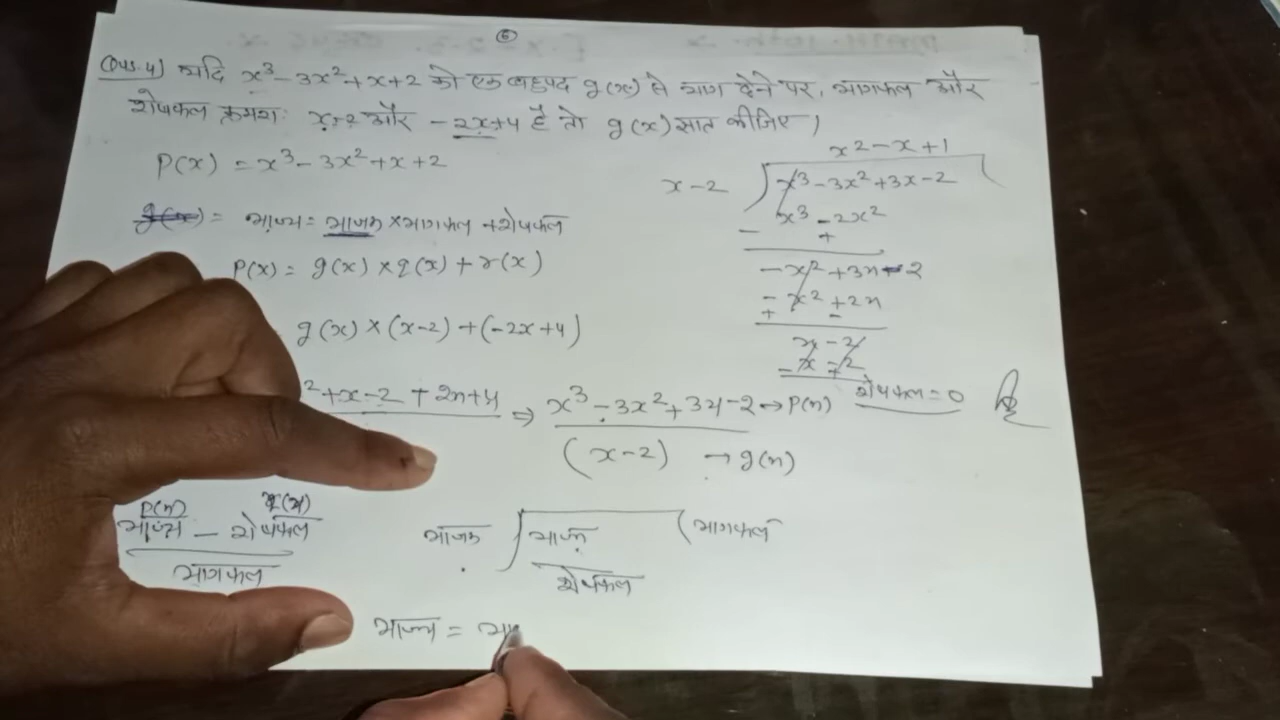 6
Ques.4) यदि x³-3x²+x+2 को एक बहुपद g(x) से भाग देने पर, भागफल और
शेषफल क्रमशः x-2 और -2x+4 है तो g(x) ज्ञात कीजिए।
P(x) = x³-3x²+x+2
g(x) = भाज्य = भाजक × भागफल + शेषफल
P(x) = g(x) × q(x) + r(x)
g(x) × (x-2) + (-2x+4)
²+x-2 + 2x+4 ⇒ x³-3x²+3x-2 → P(x)
(x-2) → g(x)
x²-x+1
x-2 x³-3x²+3x-2
x³-2x²
- +
-x²+3x-2
-x²+2x
+ -
x-2
x-2
- +
शेषफल = 0
P(x)
भाज्य - शेषफल
भागफल
भाजक भाज्य भागफल
शेषफल
भाज्य = भा